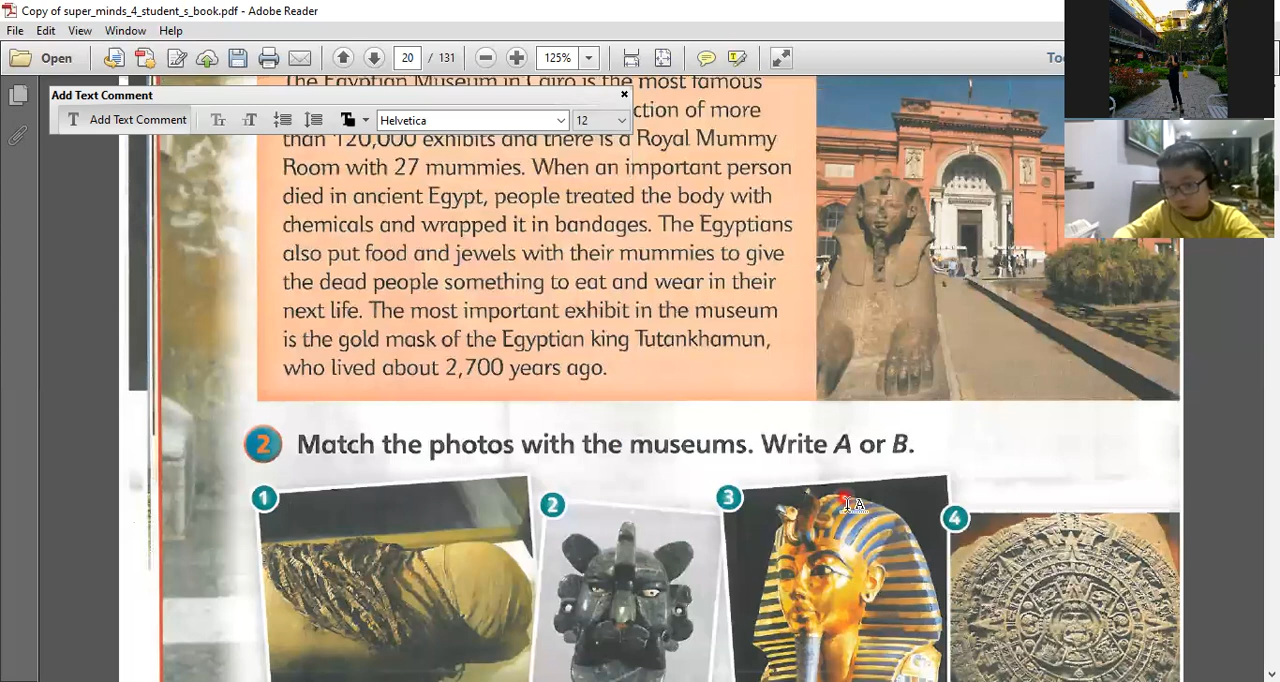 Copy of super_minds_4_student_s_book.pdf - Adobe Reader
File Edit View Window Help
Open 20 / 131 125%
Add Text Comment
Add Text Comment Helvetica 12
The Egyptian Museum in Cairo is the most famous
ction of more
than 120,000 exhibits and there is a Royal Mummy
Room with 27 mummies. When an important person
died in ancient Egypt, people treated the body with
chemicals and wrapped it in bandages. The Egyptians
also put food and jewels with their mummies to give
the dead people something to eat and wear in their
next life. The most important exhibit in the museum
is the gold mask of the Egyptian king Tutankhamun,
who lived about 2,700 years ago.
2 Match the photos with the museums. Write A or B.
1
2
3
4